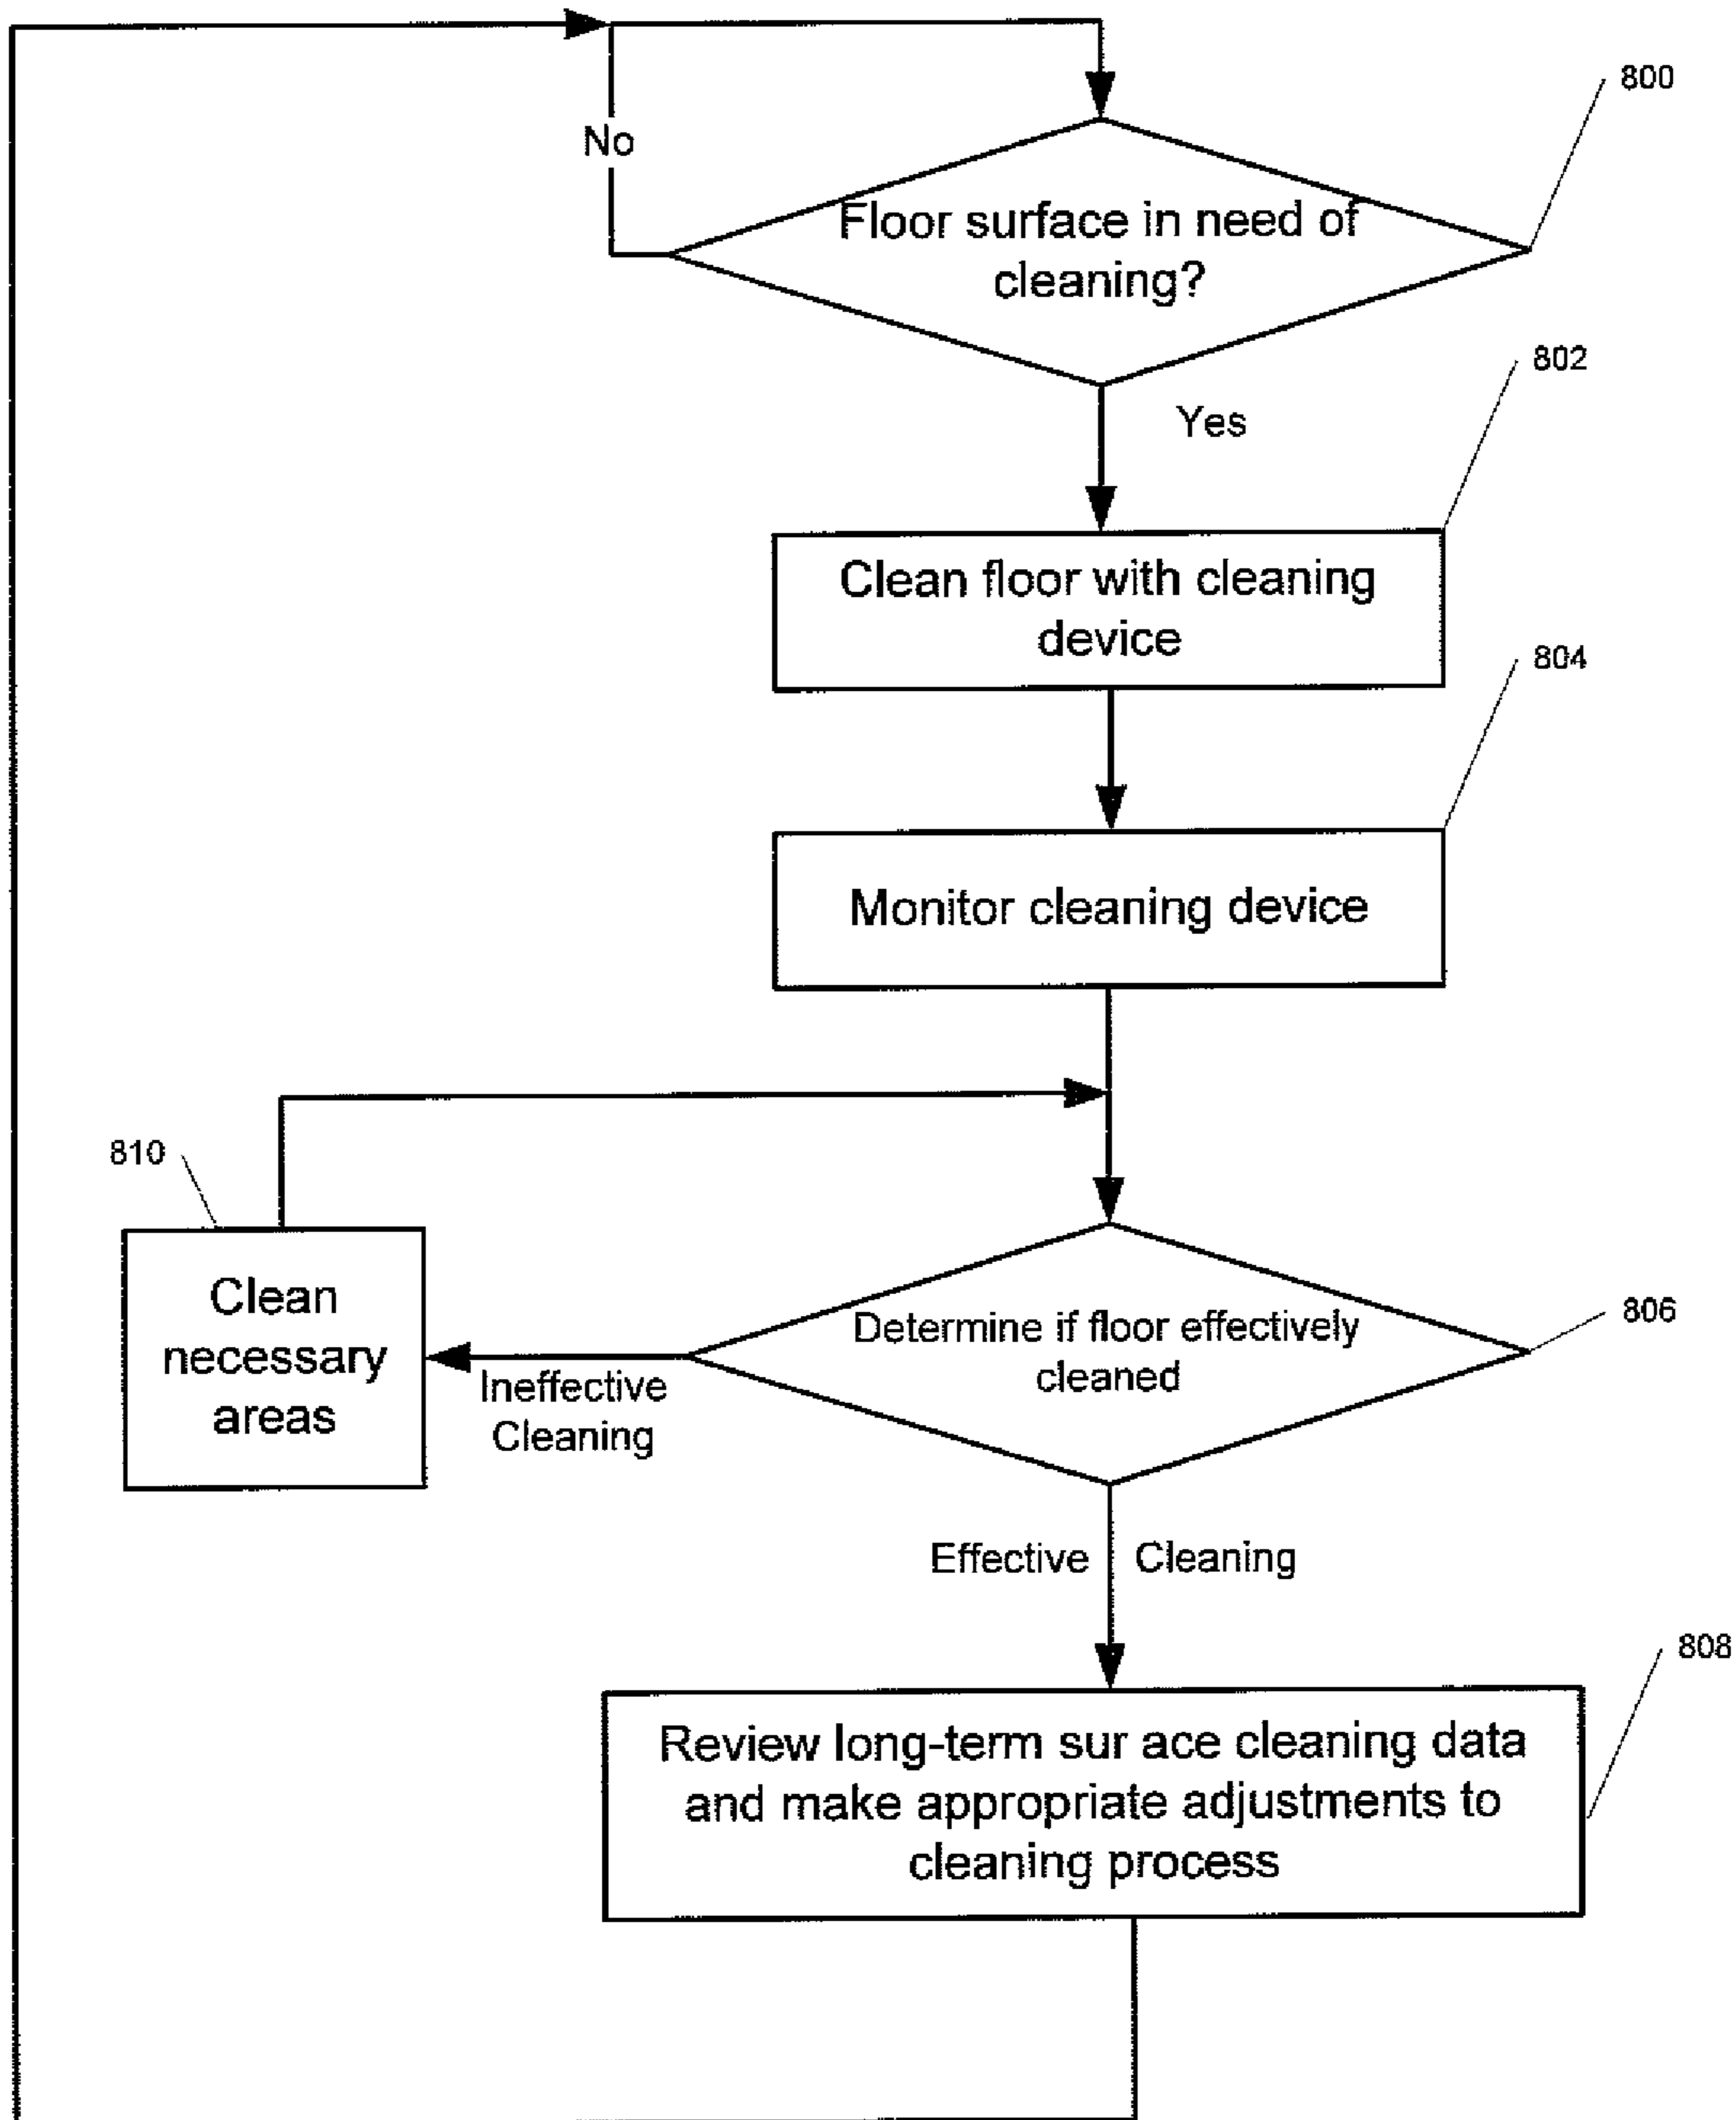 800
No
Floor surface in need of
cleaning?
802
Yes
Clean floor with cleaning
device
804
Monitor cleaning device
810
Clean
necessary
areas
806
Determine if floor effectively
cleaned
Ineffective
Cleaning
Effective Cleaning
808
Review long-term sur ace cleaning data
and make appropriate adjustments to
cleaning process